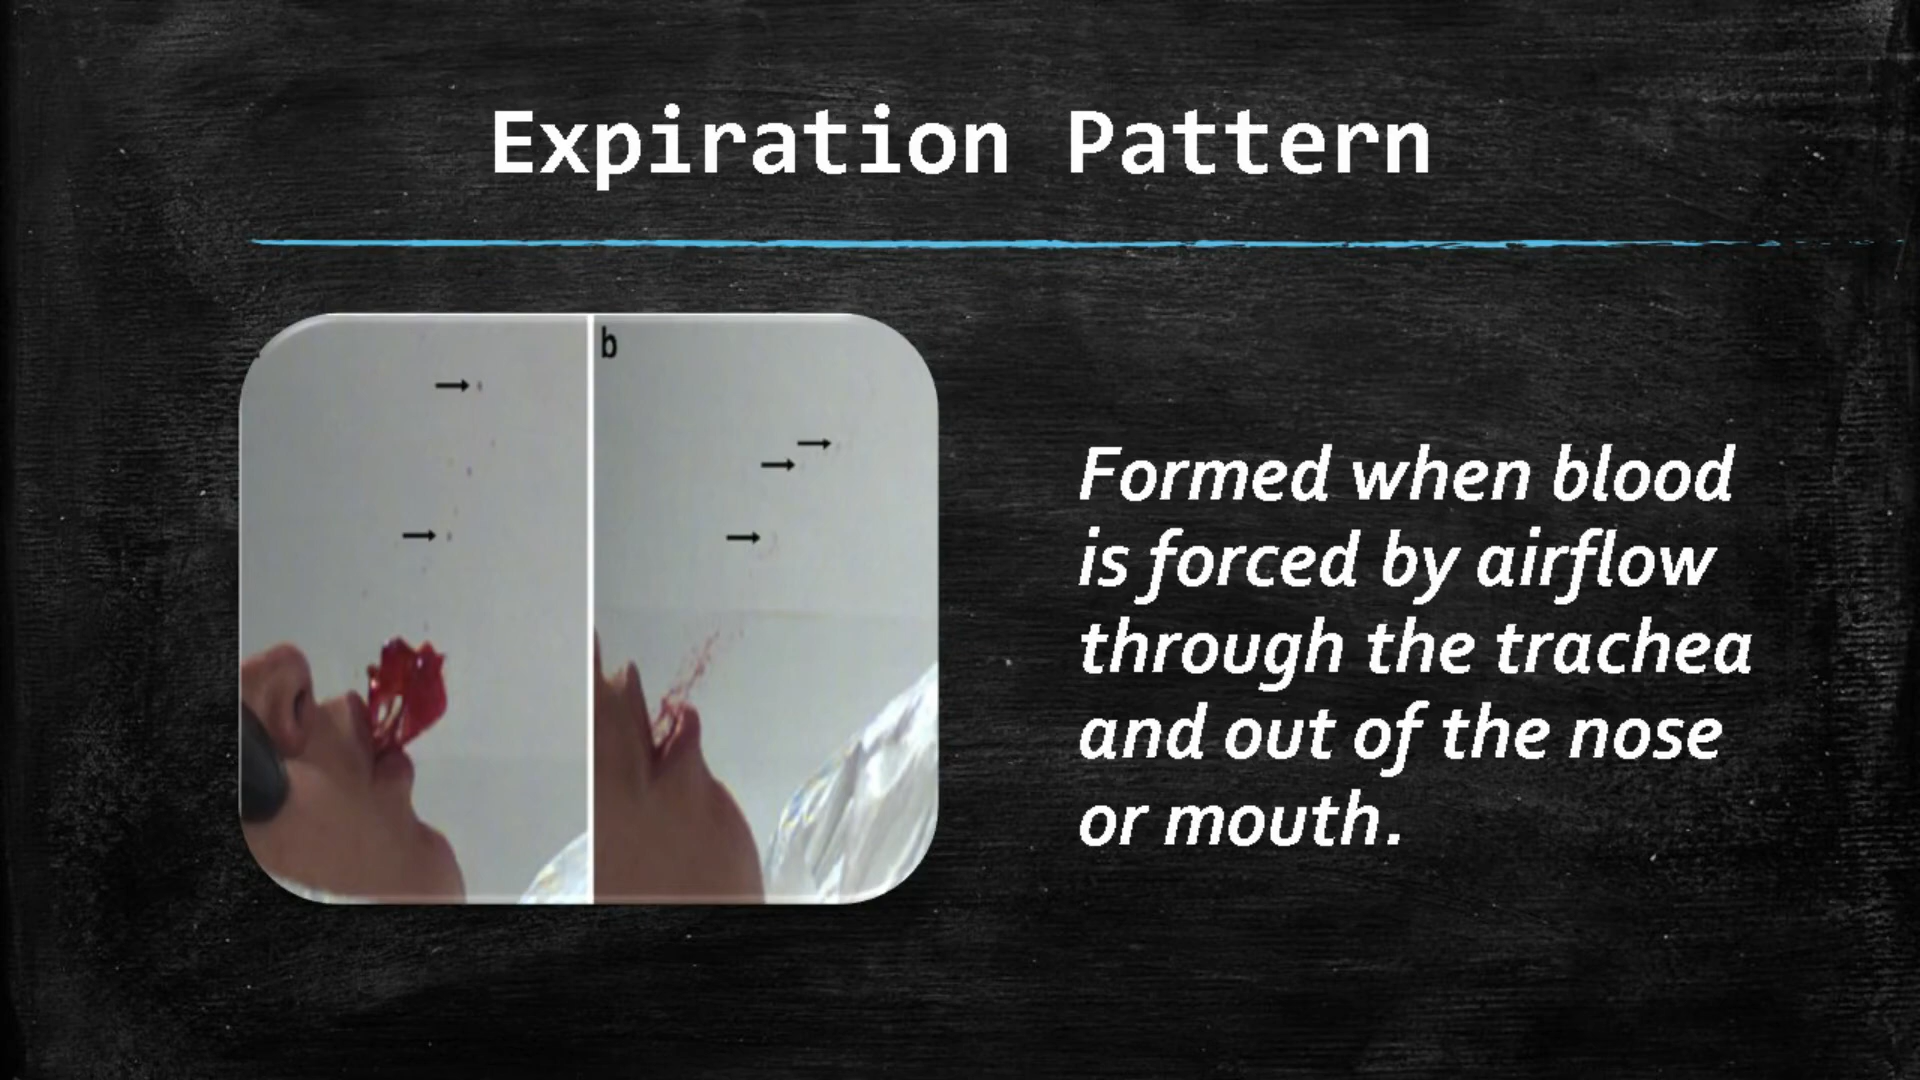 Expiration Pattern
b
Formed when blood
is forced by airflow
through the trachea
and out of the nose
or mouth.